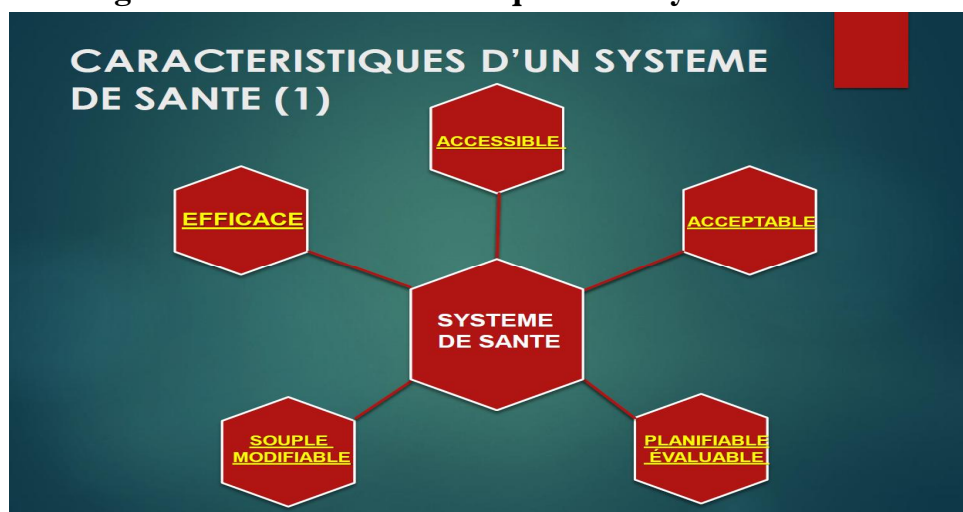 CARACTERISTIQUES D'UN SYSTEME
DE SANTE (1)
ACCESSIBLE
EFFICACE
ACCEPTABLE
SYSTEME
DE SANTE
SOUPLE
MODIFIABLE
PLANIFIABLE
ÉVALUABLE